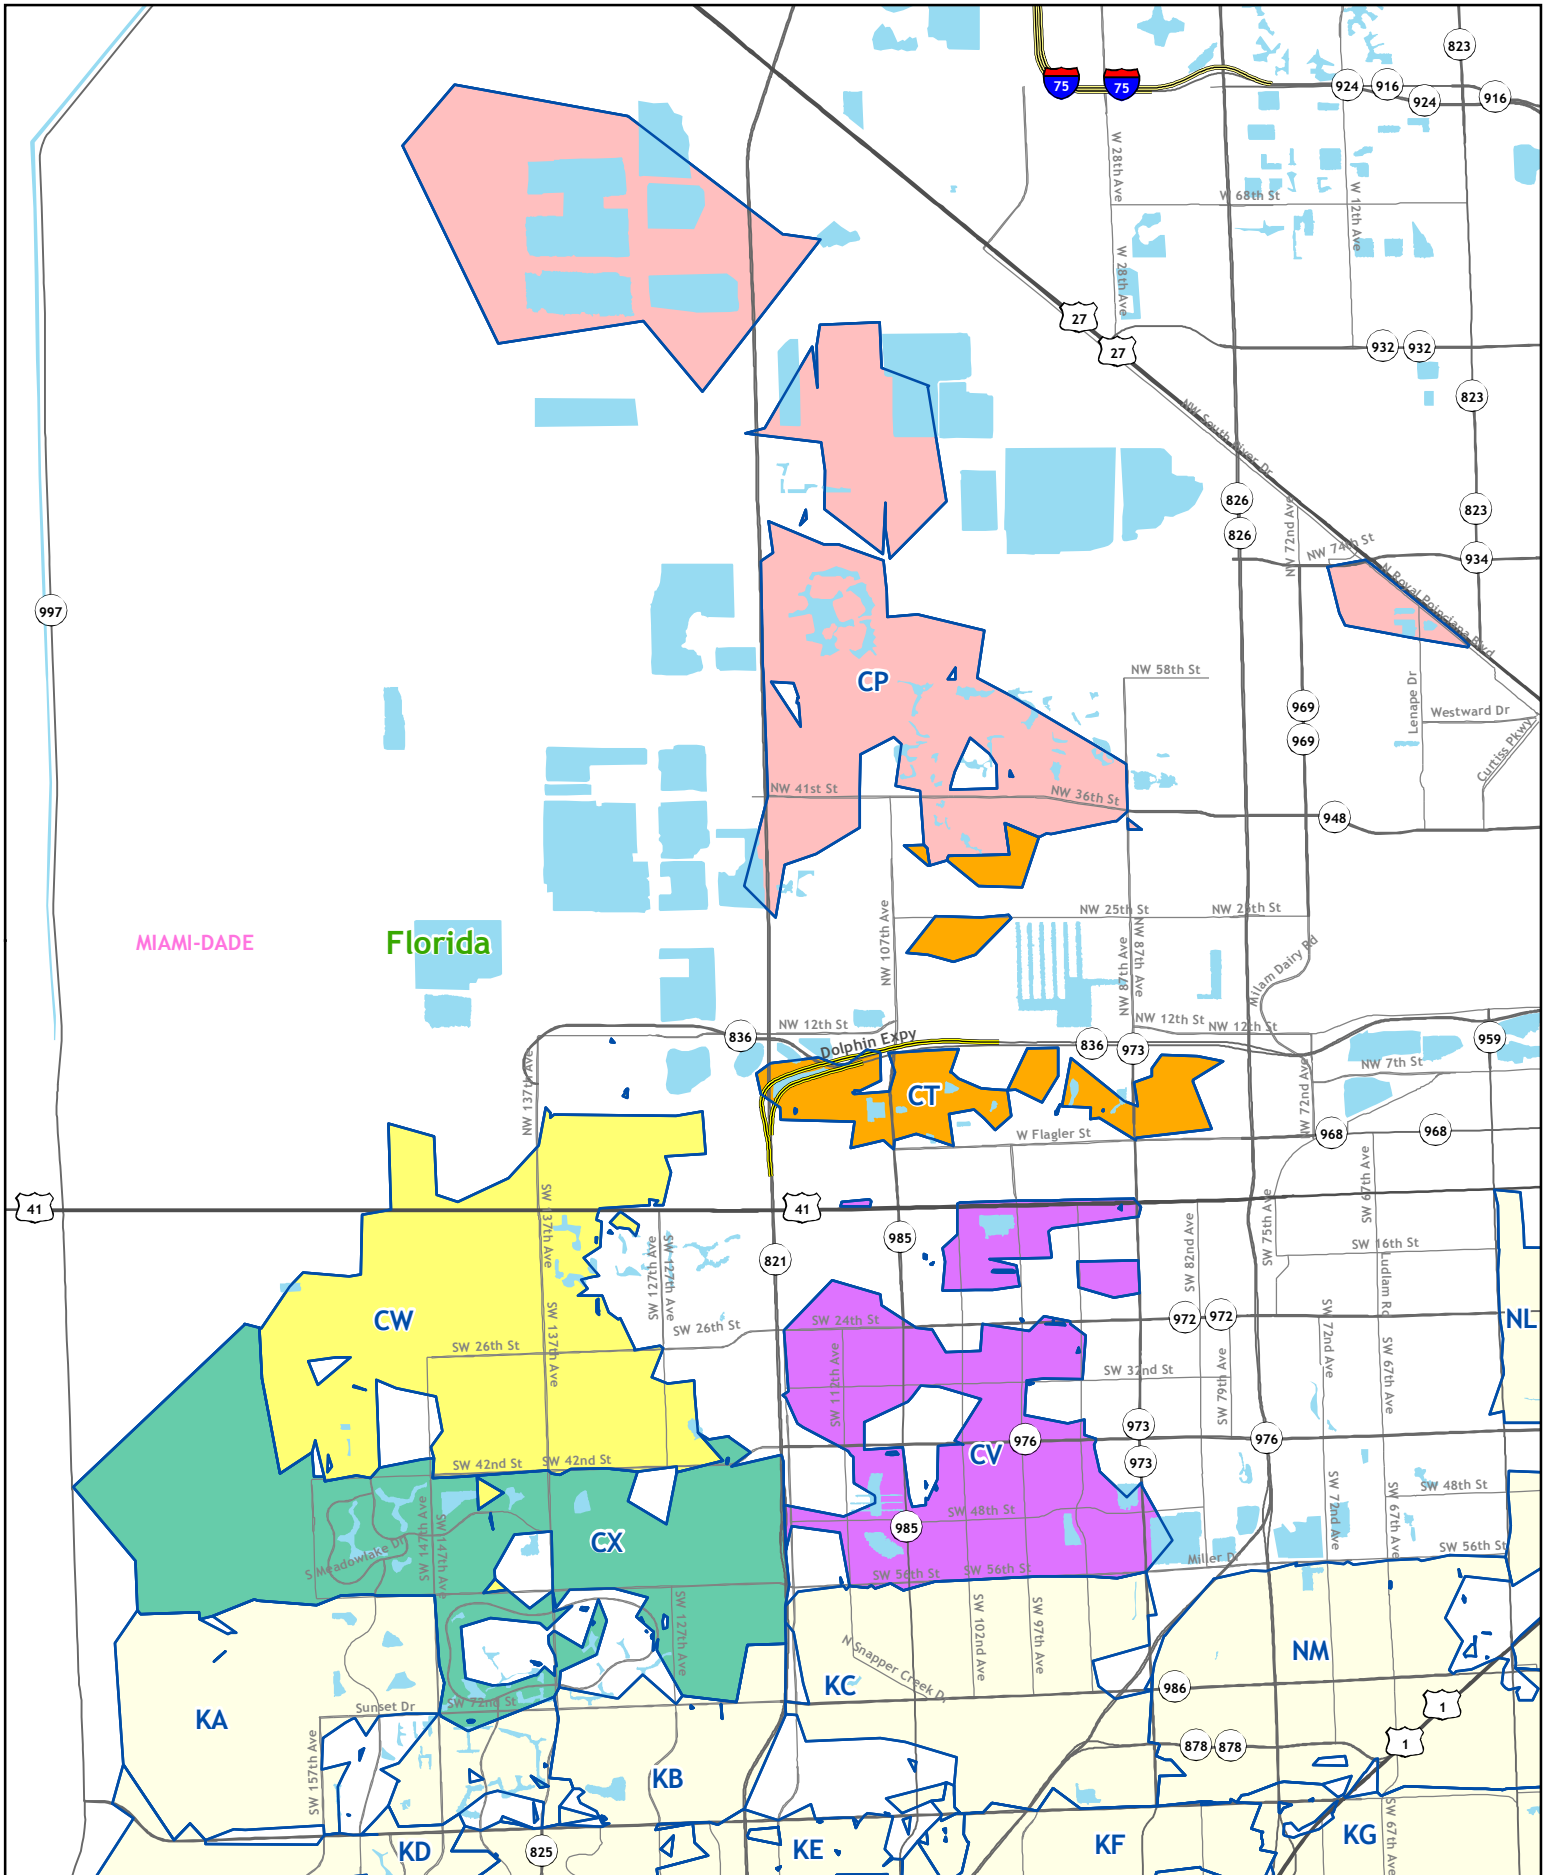 823
75
75
924
916
924
916
W 28th Ave
W 68th St
W 12th Ave
W 28th Ave
27
27
932
932
823
NW South River Dr
826
823
826
NW 72nd Ave
NW 74th St
934
N Royal Poinciana Blvd
997
NW 58th St
CP
Lenape Dr
969
Westward Dr
969
Curtiss Pkwy
NW 41st St
NW 36th St
948
NW 107th Ave
NW 25th St
NW 25th St
MIAMI-DADE
Florida
NW 87th Ave
NW 87th Ave
Milam Dairy Rd
836
NW 12th St
Dolphin Expy
836
973
NW 12th St
NW 12th St
959
NW 7th St
NW 137th Ave
CT
NW 72nd Ave
W Flagler St
968
968
SW 67th Ave
41
41
SW 137th Ave
SW 127th Ave
SW 127th Ave
821
985
SW 82nd Ave
SW 75th Ave
SW 16th St
Ludlam Rd
CW
SW 137th Ave
SW 26th St
SW 26th St
SW 24th St
972
972
SW 72nd Ave
NL
SW 112th Ave
SW 32nd St
SW 79th Ave
SW 67th Ave
973
976
CV
976
973
SW 42nd St
SW 42nd St
SW 147th Ave
SW 147th Ave
SW 48th St
985
SW 72nd Ave
SW 67th Ave
SW 48th St
CX
S Meadowlake Dr
SW 56th St
SW 56th St
Miller Dr
SW 56th St
SW 127th Ave
SW 102nd Ave
SW 97th Ave
N Snapper Creek D
NM
KC
986
KA
Sunset Dr
SW 72nd St
1
1
878
878
SW 157th Ave
KB
SW 67th Ave
KD
825
KE
KF
KG